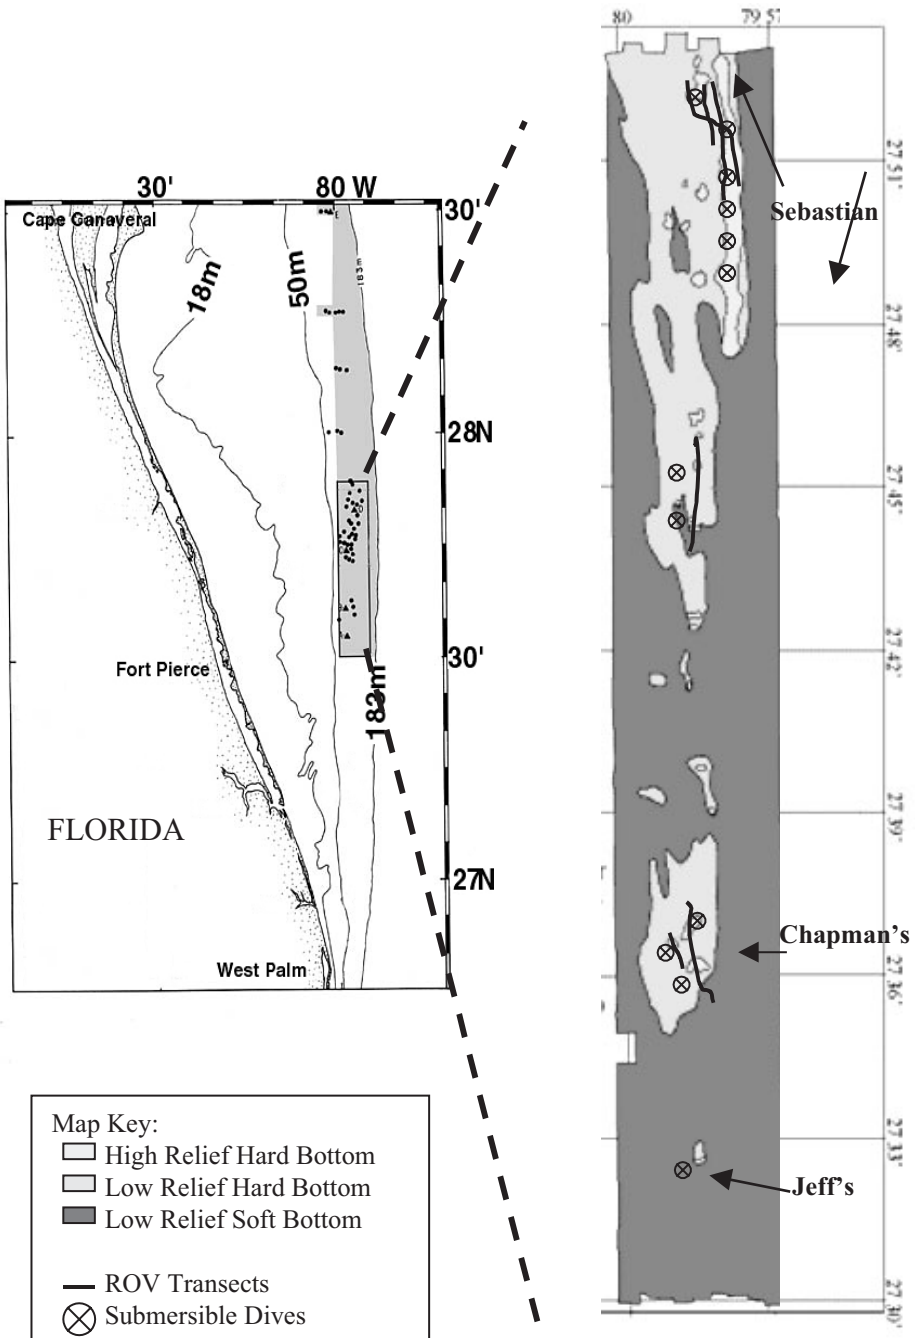 30'
80 W
30'
Cape Canaveral
18m
50m
183m
28N
30'
183m
Fort Pierce
FLORIDA
27N
West Palm
Map Key:
High Relief Hard Bottom
Low Relief Hard Bottom
Low Relief Soft Bottom
ROV Transects
Submersible Dives
80
79 57'
27.51'
Sebastian
27.48'
27.45'
27.42'
27.39'
Chapman's
27.36'
27.33'
Jeff's
27.30'